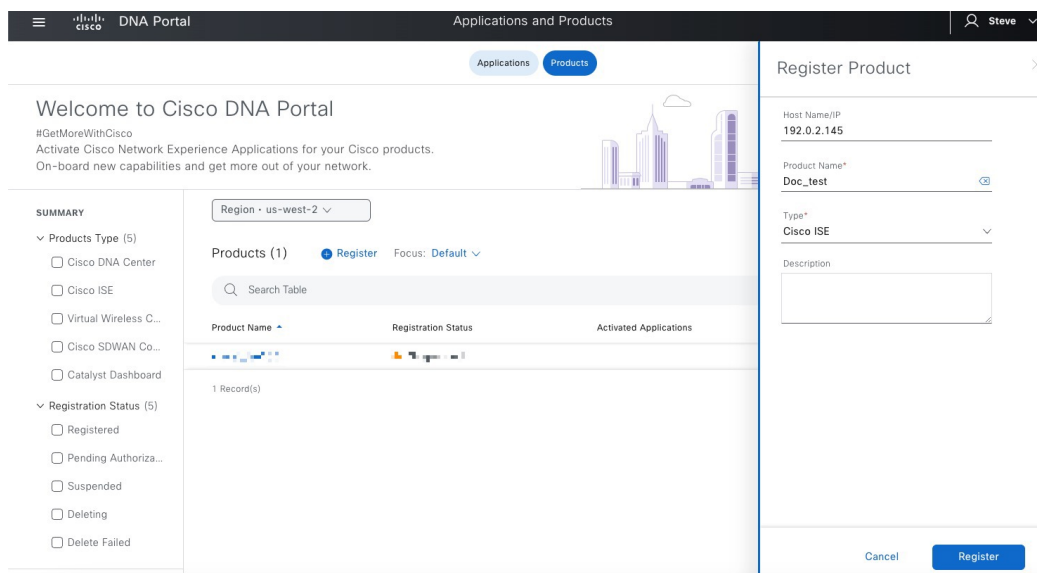 cisco DNA Portal
Applications and Products
Steve
Applications
Products
Register Product
Welcome to Cisco DNA Portal
#GetMoreWithCisco
Activate Cisco Network Experience Applications for your Cisco products.
On-board new capabilities and get more out of your network.
Host Name/IP
192.0.2.145
Product Name*
Doc_test
Type*
Cisco ISE
Description
SUMMARY
Products Type (5)
Cisco DNA Center
Cisco ISE
Virtual Wireless C...
Cisco SDWAN Co...
Catalyst Dashboard
Registration Status (5)
Registered
Pending Authoriza...
Suspended
Deleting
Delete Failed
Region • us-west-2
Products (1) Register Focus: Default
Search Table
Product Name Registration Status Activated Applications
1 Record(s)
Cancel Register